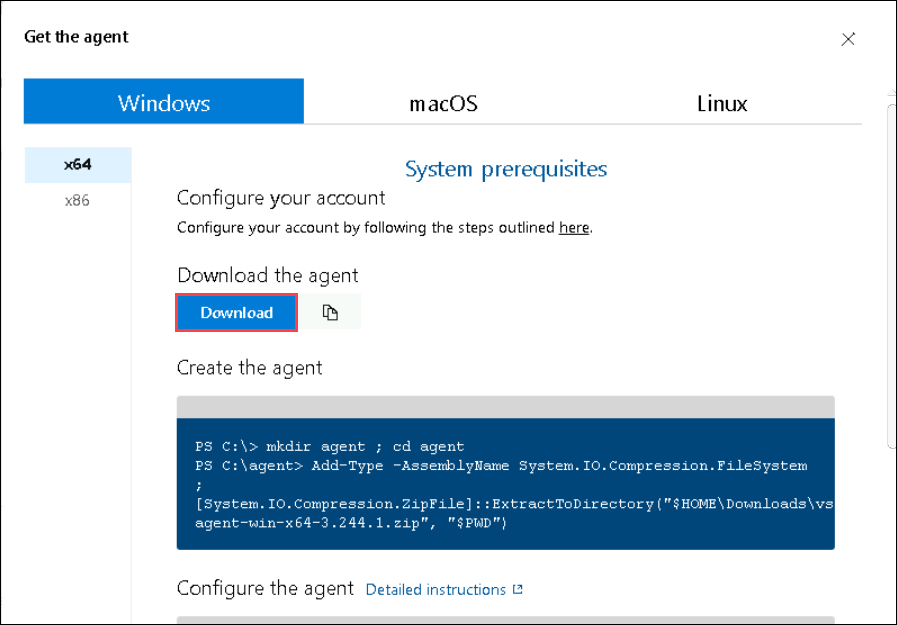 Get the agent
Windows
macOS
Linux
x64
x86
System prerequisites
Configure your account
Configure your account by following the steps outlined here.
Download the agent
Download
Create the agent
PS C:\> mkdir agent ; cd agent
PS C:\agent> Add-Type -AssemblyName System.IO.Compression.FileSystem
;
[System.IO.Compression.ZipFile]::ExtractToDirectory("$HOME\Downloads\vs
agent-win-x64-3.244.1.zip", "$PWD")
Configure the agent Detailed instructions